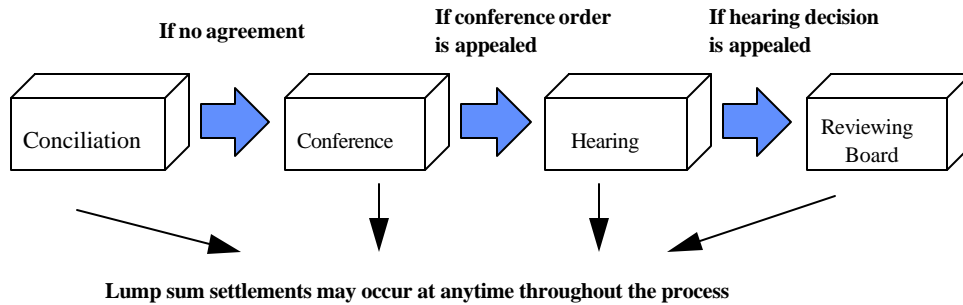 If no agreement
If conference order
is appealed
If hearing decision
is appealed
Conciliation
Conference
Hearing
Reviewing
Board
Lump sum settlements may occur at anytime throughout the process